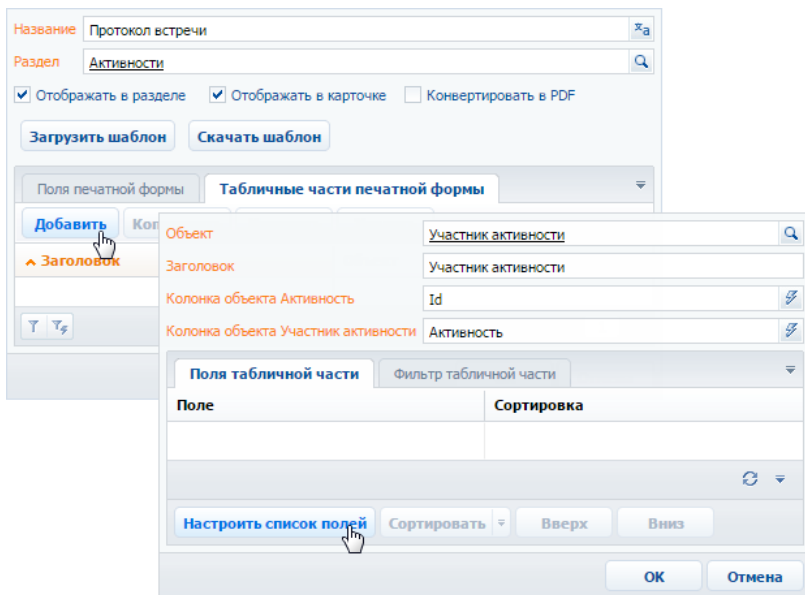 Название Протокол встречи
Раздел Активности
Отображать в разделе Отображать в карточке Конвертировать в PDF
Загрузить шаблон Скачать шаблон
Поля печатной формы Табличные части печатной формы
Добавить
Заголовок
Объект Участник активности
Заголовок Участник активности
Колонка объекта Активность Id
Колонка объекта Участник активности Активность
Поля табличной части Фильтр табличной части
Поле Сортировка
Настроить список полей Сортировать Вверх Вниз
ОК Отмена